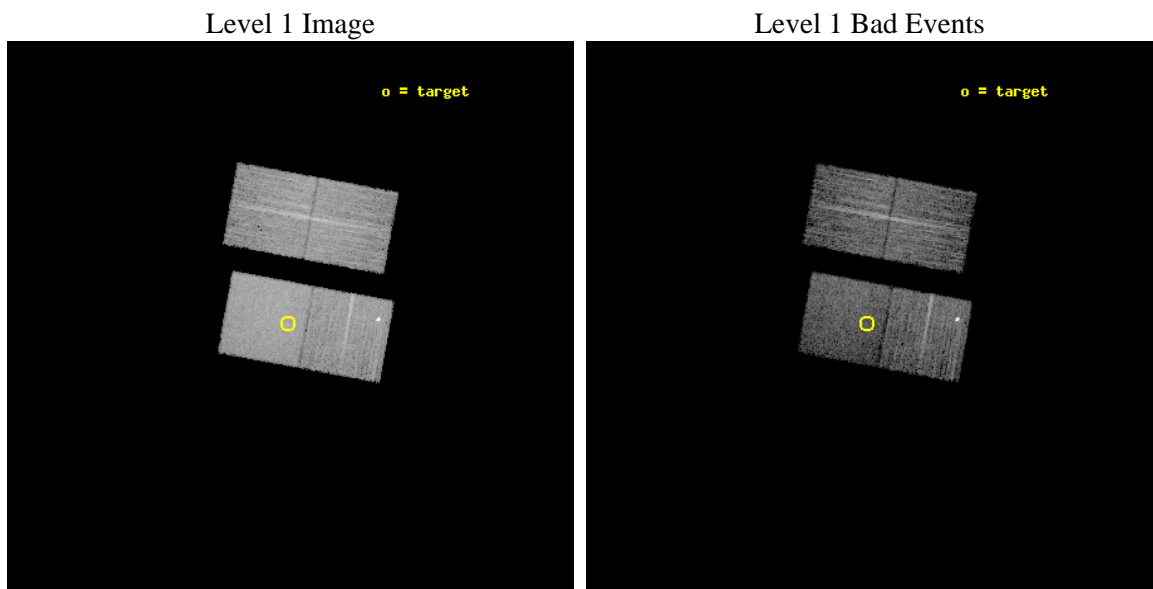 Level 1 Image
Level 1 Bad Events
o = target
o = target